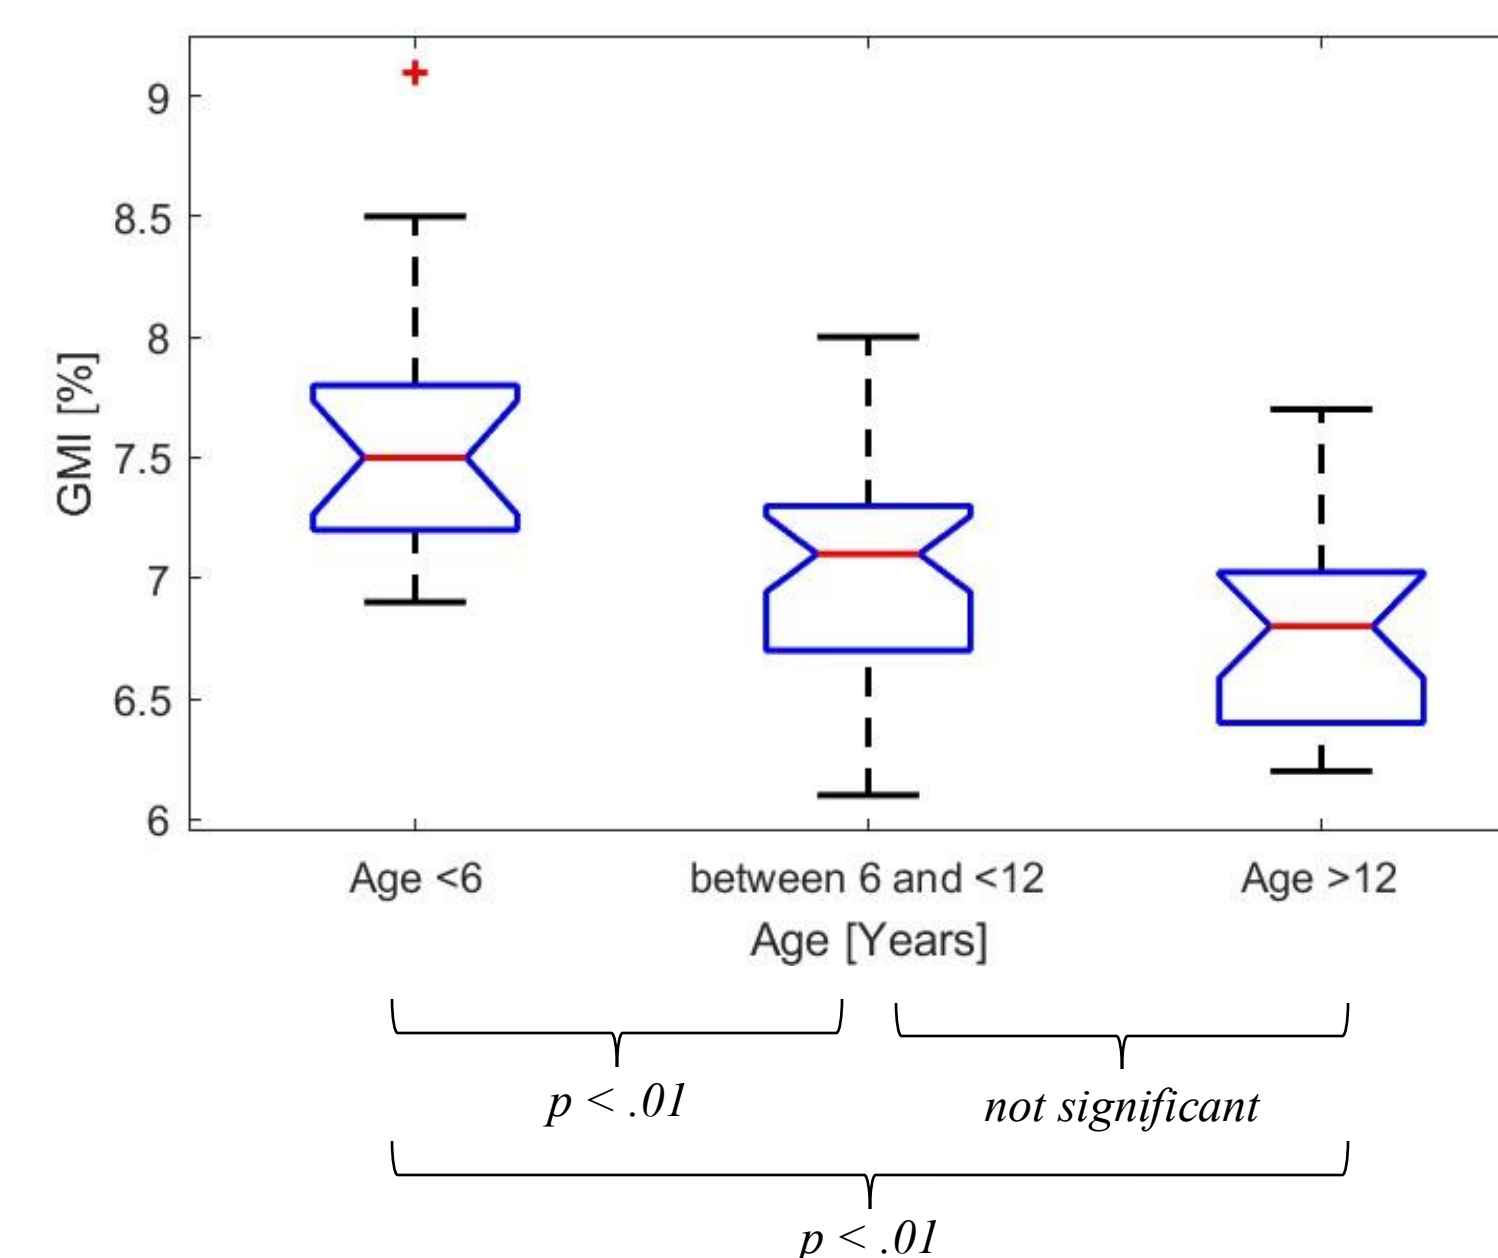 GMI [%]
9
8.5
8
7.5
7
6.5
6
Age <6
between 6 and <12
Age >12
Age [Years]
p < .01
not significant
p < .01